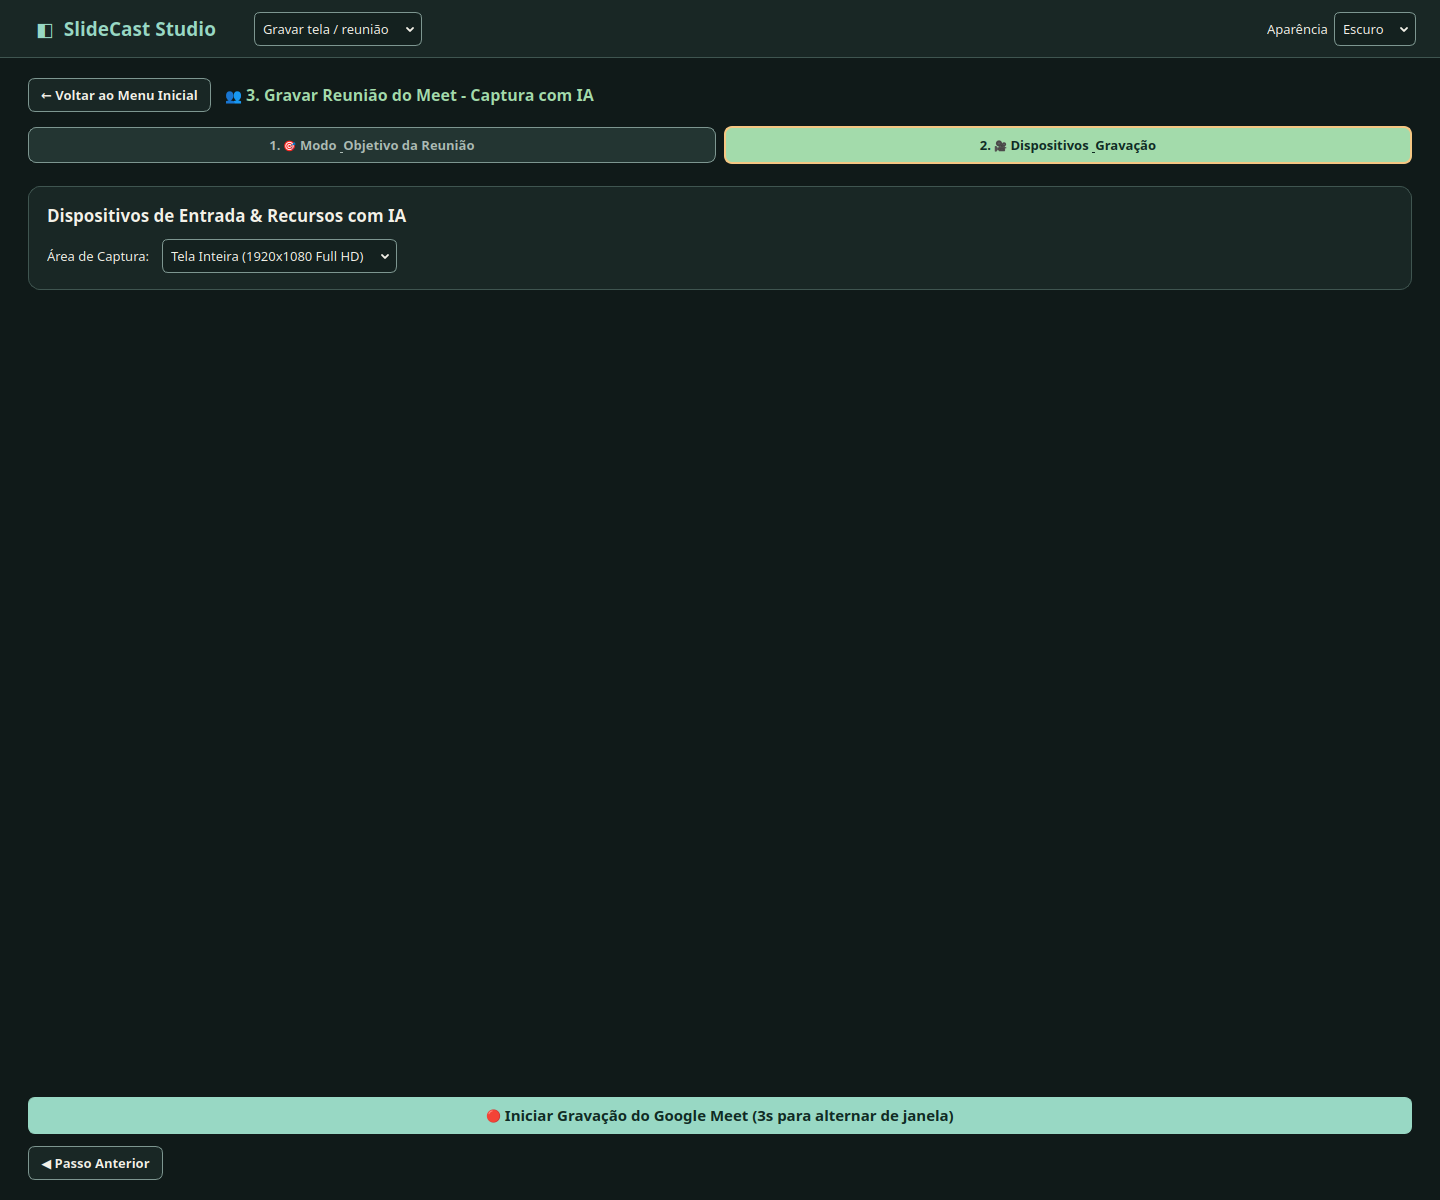 SlideCast Studio
Gravar tela / reunião
Aparência
Escuro
← Voltar ao Menu Inicial
👥 3. Gravar Reunião do Meet - Captura com IA
1. 🎯 Modo _Objetivo da Reunião
2. 🎥 Dispositivos _Gravação
Dispositivos de Entrada & Recursos com IA
Área de Captura:
Tela Inteira (1920x1080 Full HD)
🔴 Iniciar Gravação do Google Meet (3s para alternar de janela)
◀ Passo Anterior